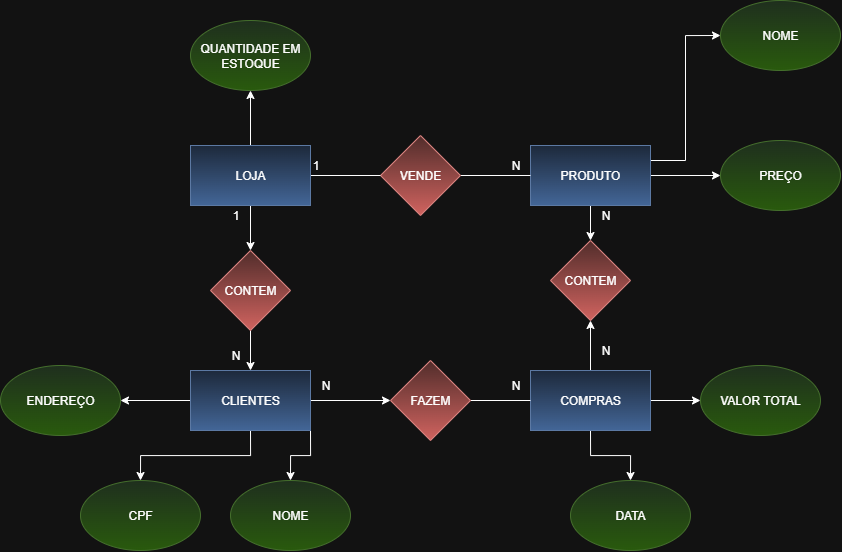 QUANTIDADE EM
ESTOQUE
NOME
LOJA
1
VENDE
N
PRODUTO
PREÇO
1
N
CONTEM
CONTEM
N
N
ENDEREÇO
CLIENTES
N
FAZEM
N
COMPRAS
VALOR TOTAL
CPF
NOME
DATA